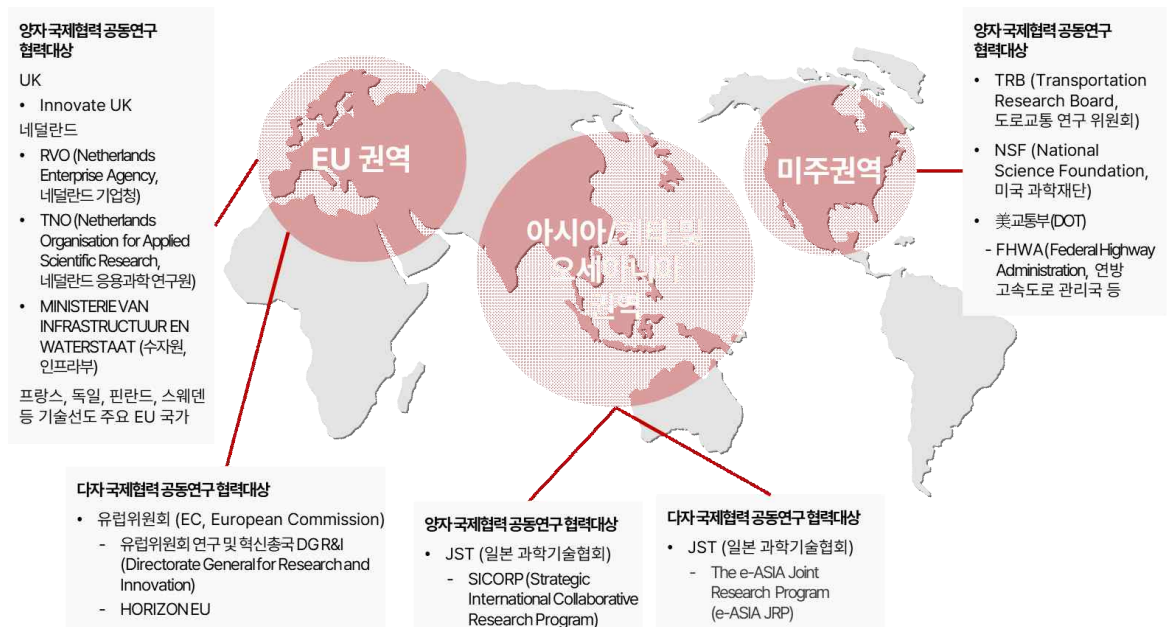 양자 국제협력 공동연구
협력대상
UK
• Innovate UK
네덜란드
• RVO (Netherlands
Enterprise Agency,
네덜란드 기업청)
• TNO (Netherlands
Organisation for Applied
Scientific Research,
네덜란드 응용과학 연구원)
• MINISTERIE VAN
INFRASTRUCTUUR EN
WATERSTAAT (수자원,
인프라부)
프랑스, 독일, 핀란드, 스웨덴
등 기술선도 주요 EU 국가
EU 권역
아시아/기타 및
오세아니아
권역
미주권역
양자 국제협력 공동연구
협력대상
• TRB (Transportation
Research Board,
도로교통 연구 위원회)
• NSF (National
Science Foundation,
미국 과학재단)
• 美교통부(DOT)
- FHWA (Federal Highway
Administration, 연방
고속도로 관리국 등
다자 국제협력 공동연구 협력대상
• 유럽위원회 (EC, European Commission)
- 유럽위원회 연구 및 혁신총국 DG R&I
(Directorate General for Research and
Innovation)
- HORIZON EU
양자 국제협력 공동연구 협력대상
• JST (일본 과학기술협회)
- SICORP (Strategic
International Collaborative
Research Program)
다자 국제협력 공동연구 협력대상
• JST (일본 과학기술협회)
- The e-ASIA Joint
Research Program
(e-ASIA JRP)